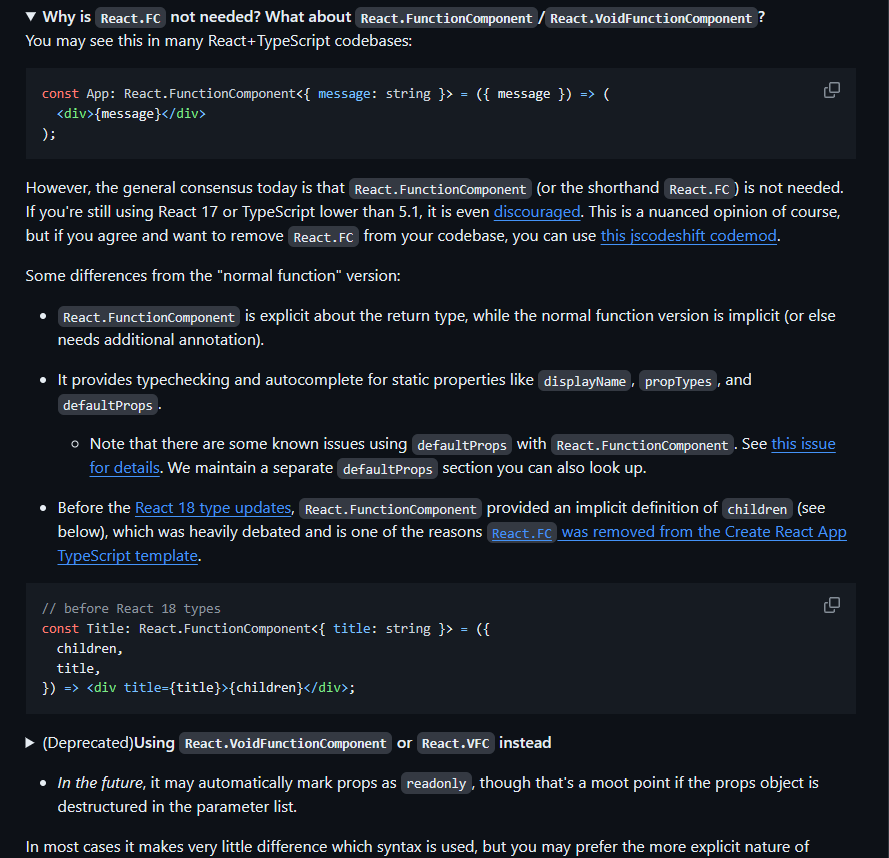 ▼ Why is React.FC not needed? What about React.FunctionComponent/React.VoidFunctionComponent?
You may see this in many React+TypeScript codebases:
const App: React.FunctionComponent<{ message: string }> = ({ message }) => (
  <div>{message}</div>
);
However, the general consensus today is that React.FunctionComponent (or the shorthand React.FC) is not needed.
If you're still using React 17 or TypeScript lower than 5.1, it is even discouraged. This is a nuanced opinion of course,
but if you agree and want to remove React.FC from your codebase, you can use this jscodeshift codemod.
Some differences from the "normal function" version:
• React.FunctionComponent is explicit about the return type, while the normal function version is implicit (or else
needs additional annotation).
• It provides typechecking and autocomplete for static properties like displayName, propTypes, and
defaultProps.
◦ Note that there are some known issues using defaultProps with React.FunctionComponent. See this issue
for details. We maintain a separate defaultProps section you can also look up.
• Before the React 18 type updates, React.FunctionComponent provided an implicit definition of children (see
below), which was heavily debated and is one of the reasons React.FC was removed from the Create React App
TypeScript template.
// before React 18 types
const Title: React.FunctionComponent<{ title: string }> = ({
  children,
  title,
}) => <div title={title}>{children}</div>;
▶ (Deprecated)Using React.VoidFunctionComponent or React.VFC instead
• In the future, it may automatically mark props as readonly, though that's a moot point if the props object is
destructured in the parameter list.
In most cases it makes very little difference which syntax is used, but you may prefer the more explicit nature of